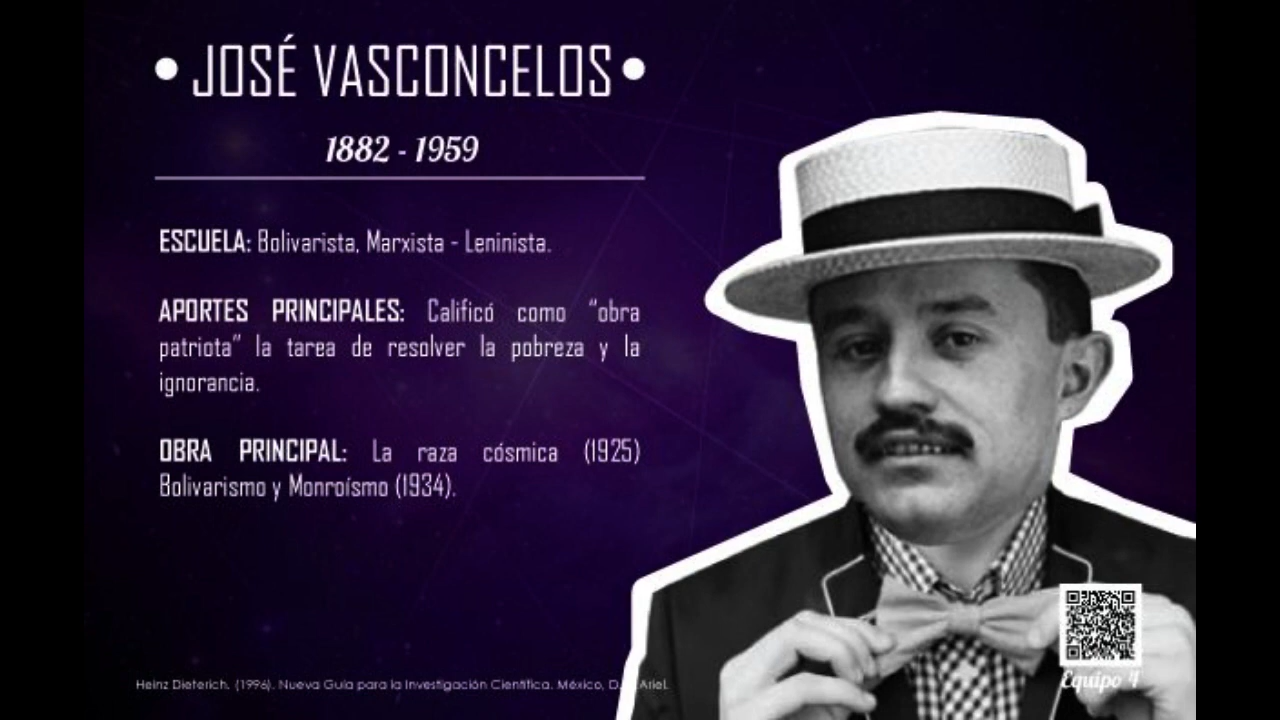 • JOSÉ VASCONCELOS •
1882 - 1959
ESCUELA: Bolivarista, Marxista - Leninista.
APORTES PRINCIPALES: Calificó como “obra
patriota” la tarea de resolver la pobreza y la
ignorancia.
OBRA PRINCIPAL: La raza cósmica (1925)
Bolivarismo y Monroísmo (1934).
Heinz Dieterich. (1996). Nueva Guía para la Investigación Científica. México, Ariel.
Equipo 4